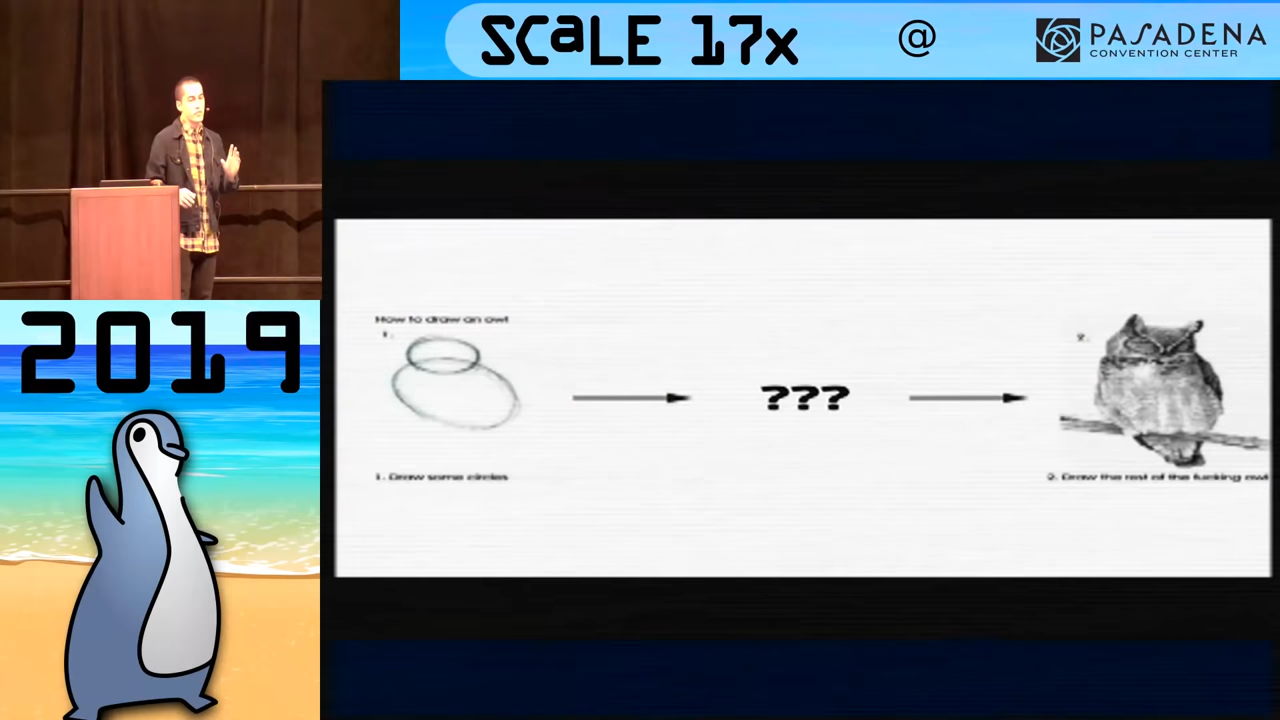 SCaLE 17x @ PASADENA
CONVENTION CENTER
2019
How to draw an owl
1.
2.
???
1. Draw some circles
2. Draw the rest of the fucking owl